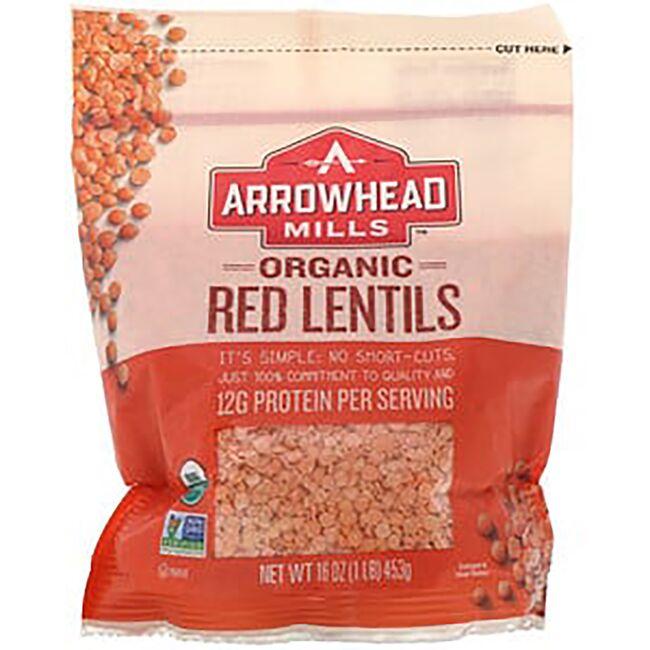 CUT HERE
ARROWHEAD
MILLS
ORGANIC
RED LENTILS
IT'S SIMPLE: NO SHORT-CUTS.
JUST 100% COMMITMENT TO QUALITY AND
12G PROTEIN PER SERVING
NET WT 16 OZ (1 LB) 453g